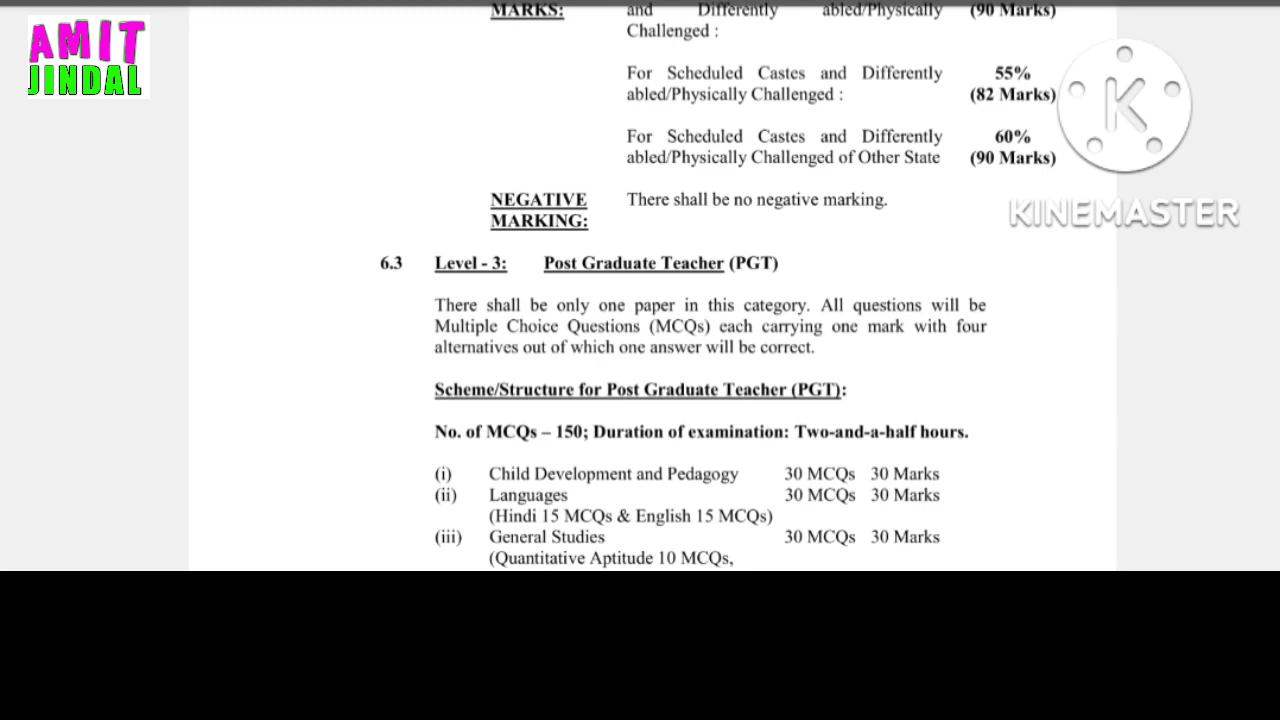 AMIT
JINDAL
MARKS: and Differently abled/Physically (90 Marks)
Challenged :
For Scheduled Castes and Differently 55%
abled/Physically Challenged : (82 Marks)
For Scheduled Castes and Differently 60%
abled/Physically Challenged of Other State (90 Marks)
KINEMASTER
NEGATIVE There shall be no negative marking.
MARKING:
6.3 Level - 3: Post Graduate Teacher (PGT)
There shall be only one paper in this category. All questions will be
Multiple Choice Questions (MCQs) each carrying one mark with four
alternatives out of which one answer will be correct.
Scheme/Structure for Post Graduate Teacher (PGT):
No. of MCQs – 150; Duration of examination: Two-and-a-half hours.
(i) Child Development and Pedagogy 30 MCQs 30 Marks
(ii) Languages 30 MCQs 30 Marks
(Hindi 15 MCQs & English 15 MCQs)
(iii) General Studies 30 MCQs 30 Marks
(Quantitative Aptitude 10 MCQs,